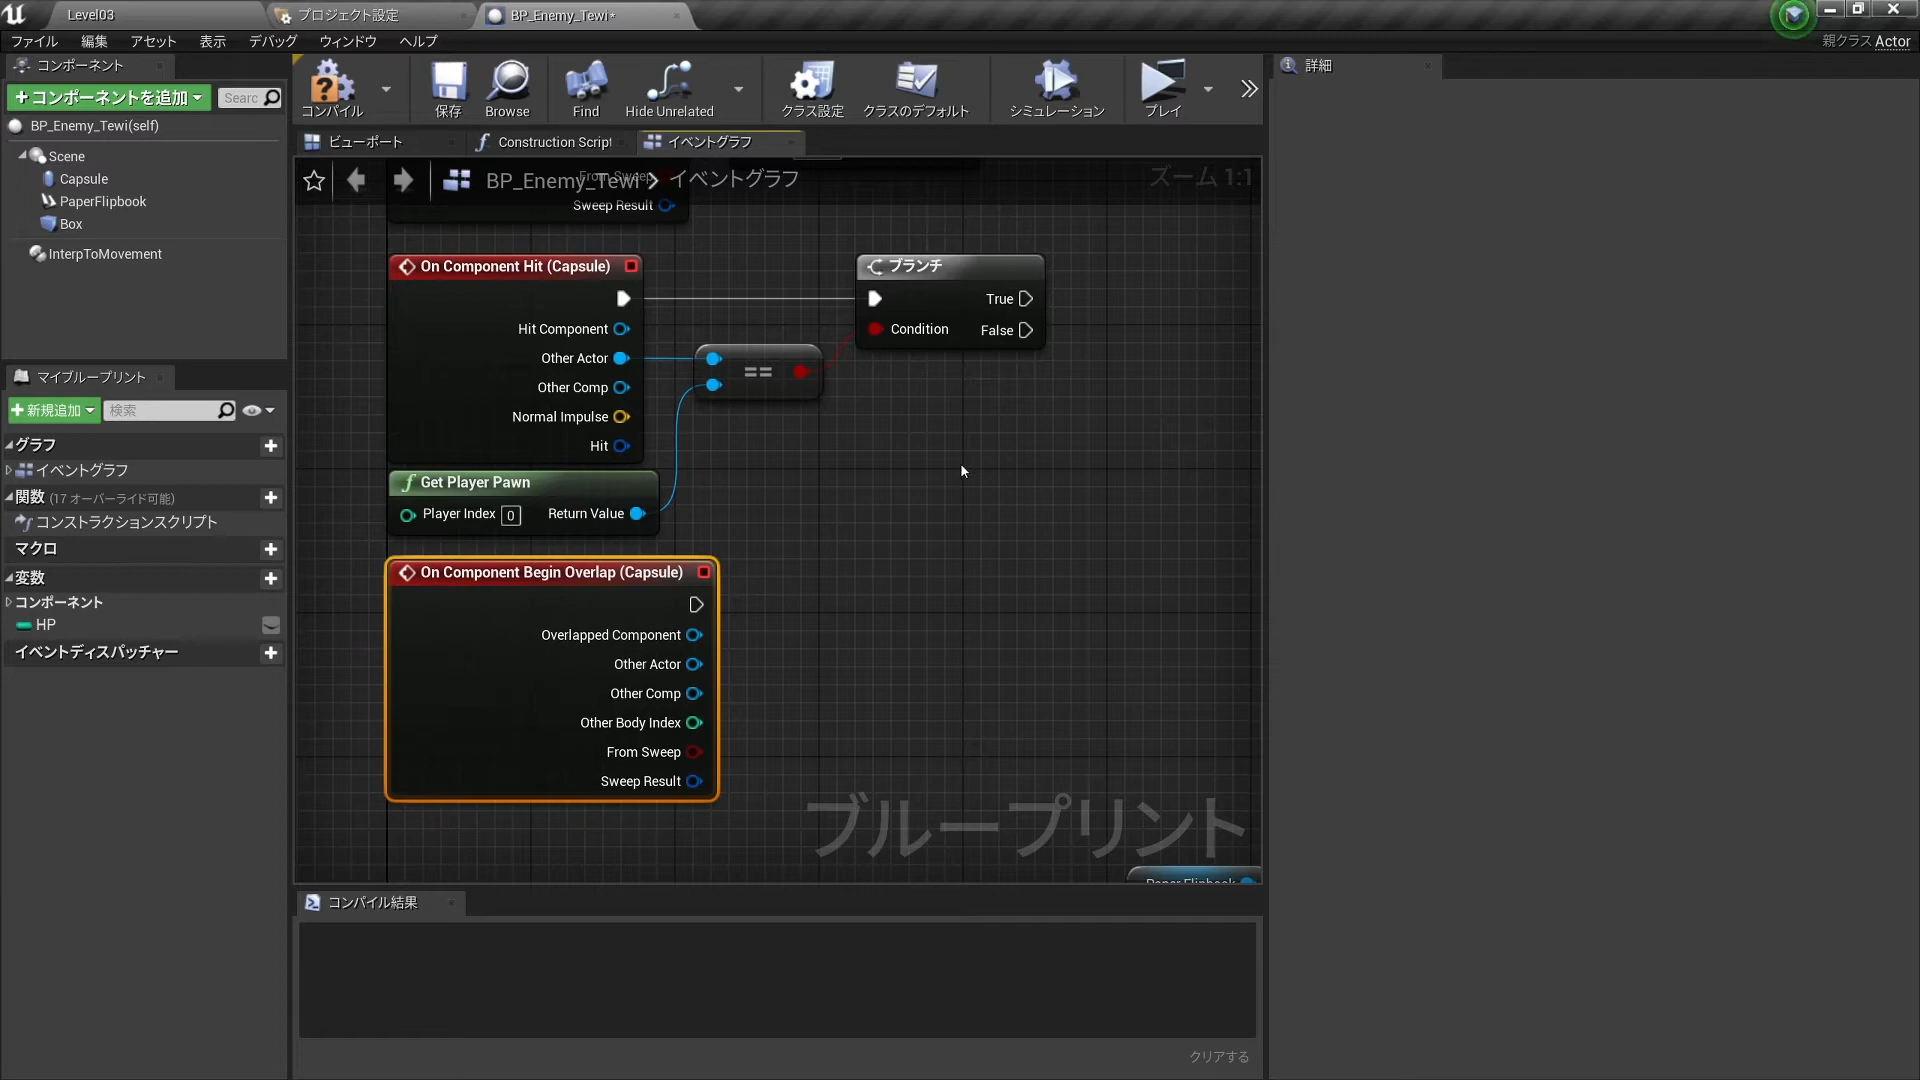 Level03
プロジェクト設定
BP_Enemy_Tewi*
ファイル 編集 アセット 表示 デバッグ ウィンドウ ヘルプ
親クラス Actor
コンポーネント
+コンポーネントを追加
Searc
BP_Enemy_Tewi(self)
Scene
Capsule
PaperFlipbook
Box
InterpToMovement
コンパイル
保存
Browse
Find
Hide Unrelated
クラス設定
クラスのデフォルト
シミュレーション
プレイ
詳細
ビューポート
Construction Script
イベントグラフ
BP_Enemy_Tewi > イベントグラフ
ズーム 1:1
From Sweep
Sweep Result
On Component Hit (Capsule)
Hit Component
Other Actor
Other Comp
Normal Impulse
Hit
==
ブランチ
True
Condition
False
Get Player Pawn
Player Index 0
Return Value
On Component Begin Overlap (Capsule)
Overlapped Component
Other Actor
Other Comp
Other Body Index
From Sweep
Sweep Result
ブループリント
Paper Flipbook
マイブループリント
+新規追加
検索
グラフ
イベントグラフ
関数 (17 オーバーライド可能)
コンストラクションスクリプト
マクロ
変数
コンポーネント
HP
イベントディスパッチャー
コンパイル結果
クリアする